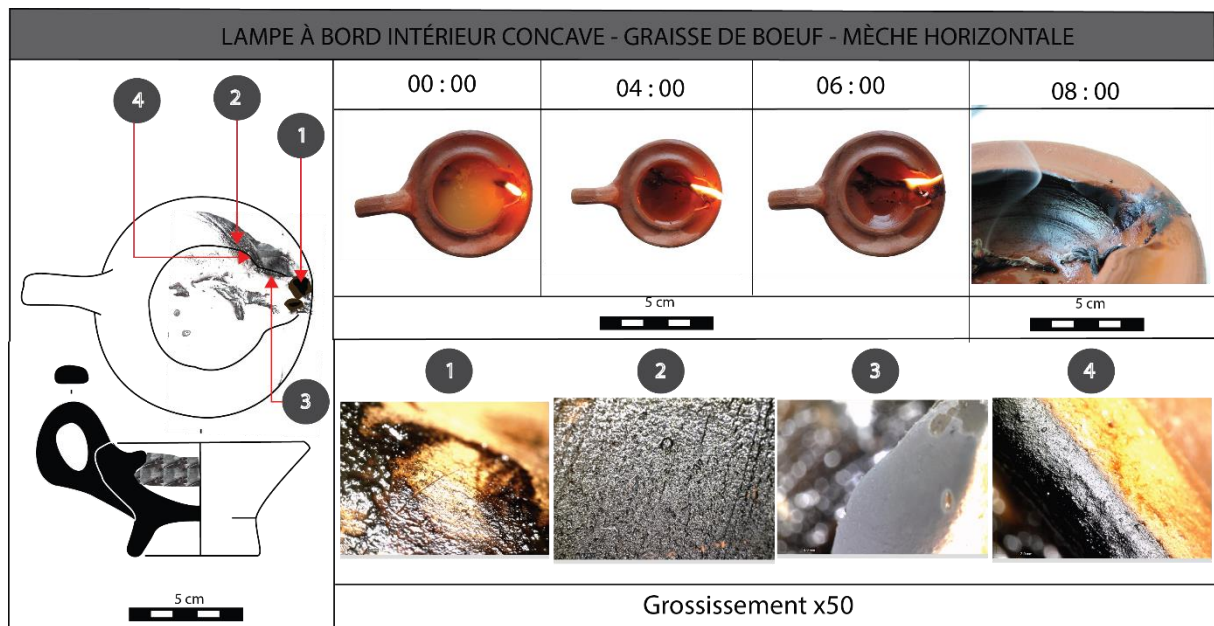 LAMPE À BORD INTÉRIEUR CONCAVE - GRAISSE DE BOEUF - MÈCHE HORIZONTALE
4
2
1
3
5 cm
00 : 00
04 : 00
06 : 00
08 : 00
5 cm
5 cm
1
2
3
4
Grossissement x50